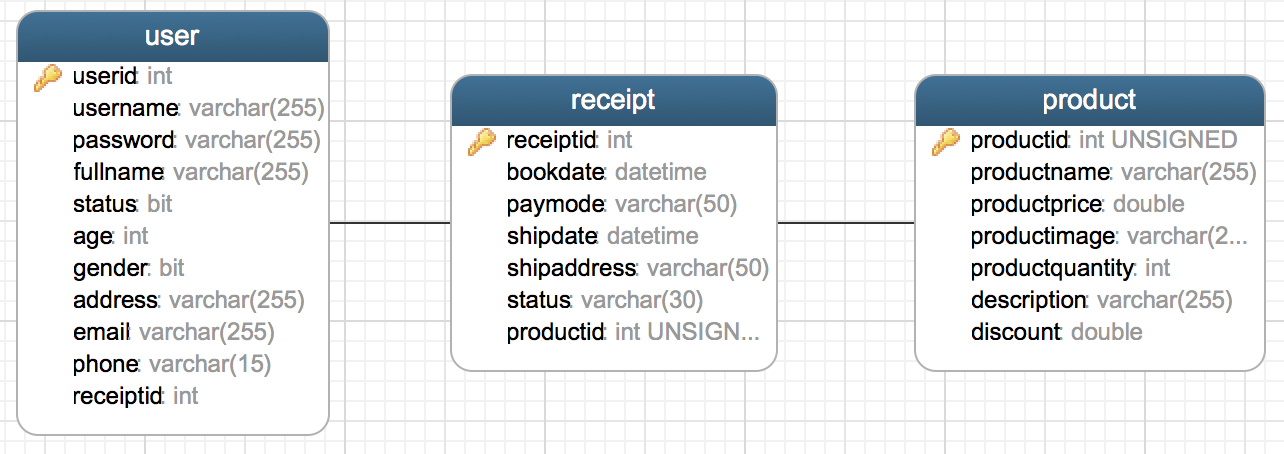 user
userid: int
username: varchar(255)
password: varchar(255)
fullname: varchar(255)
status: bit
age: int
gender: bit
address: varchar(255)
email: varchar(255)
phone: varchar(15)
receiptid: int
receipt
receiptid: int
bookdate: datetime
paymode: varchar(50)
shipdate: datetime
shipaddress: varchar(50)
status: varchar(30)
productid: int UNSIGN...
product
productid: int UNSIGNED
productname: varchar(255)
productprice: double
productimage: varchar(2...
productquantity: int
description: varchar(255)
discount: double